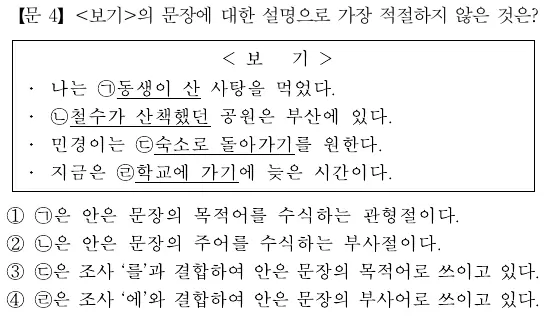 【문 4】 <보기>의 문장에 대한 설명으로 가장 적절하지 않은 것은?
< 보 기 >
· 나는 ㉠동생이 산 사탕을 먹었다.
· ㉡철수가 산책했던 공원은 부산에 있다.
· 민경이는 ㉢숙소로 돌아가기를 원한다.
· 지금은 ㉣학교에 가기에 늦은 시간이다.
① ㉠은 안은 문장의 목적어를 수식하는 관형절이다.
② ㉡은 안은 문장의 주어를 수식하는 부사절이다.
③ ㉢은 조사 ‘를’과 결합하여 안은 문장의 목적어로 쓰이고 있다.
④ ㉣은 조사 ‘에’와 결합하여 안은 문장의 부사어로 쓰이고 있다.